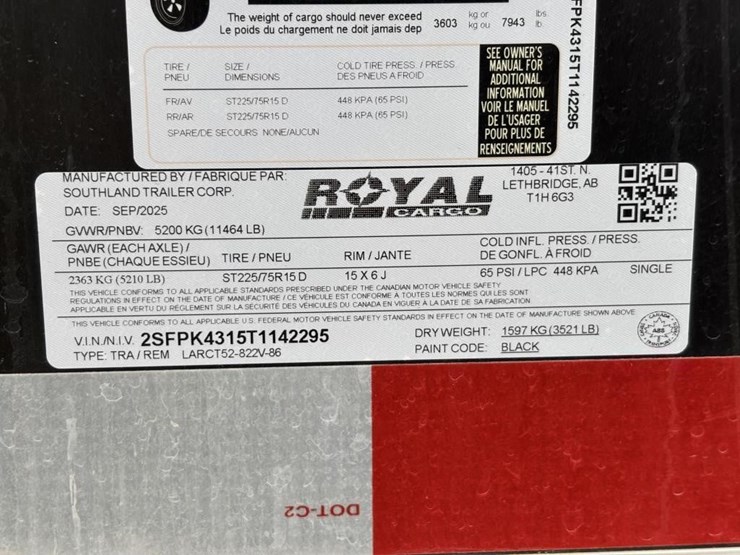 The weight of cargo should never exceed 3603 kg or 7943 lbs.
Le poids du chargement ne doit jamais dep kg ou lb.
TIRE / SIZE / COLD TIRE PRESS. / PRESS.
PNEU DIMENSIONS DES PNEUS A FROID
FR/AV ST225/75R15 D 448 KPA (65 PSI)
RR/AR ST225/75R15 D 448 KPA (65 PSI)
SPARE/DE SECOURS NONE/AUCUN
SEE OWNER'S
MANUAL FOR
ADDITIONAL
INFORMATION
VOIR LE MANUEL
DE L'USAGER
POUR PLUS DE
RENSEIGNEMENTS
FPK4315T1142295
MANUFACTURED BY / FABRIQUE PAR:
SOUTHLAND TRAILER CORP.
DATE: SEP/2025
ROYAL
CARGO
1405 - 41ST. N.
LETHBRIDGE, AB
T1H 6G3
GVWR/PNBV: 5200 KG (11464 LB)
GAWR (EACH AXLE) /
PNBE (CHAQUE ESSIEU) TIRE / PNEU RIM / JANTE COLD INFL. PRESS. / PRESS.
DE GONFL. À FROID
2363 KG (5210 LB) ST225/75R15 D 15 X 6 J 65 PSI / LPC 448 KPA SINGLE
THIS VEHICLE CONFORMS TO ALL APPLICABLE STANDARDS PRESCRIBED UNDER THE CANADIAN MOTOR VEHICLE SAFETY
REGULATIONS IN EFFECT ON THE DATE OF MANUFACTURE / CE VÉHICULE EST CONFORME A TOUTES LES NORMES QUI LES SONT
APPLICABLE EN VERTU DU RÈGLEMENT SUR LA SÉCURITÉ DES VÉHICULES DU CANADA EN VIGUER À LA DATE DE SA FABRICATION
THIS VEHICLE CONFORMS TO ALL APPLICABLE U.S. FEDERAL MOTOR VEHICLE SAFETY STANDARDS IN EFFECT ON THE DATE OF MANUFACTURE SHOWN ABOVE
V.I.N./N.I.V. 2SFPK4315T1142295 DRY WEIGHT: 1597 KG (3521 LB)
TYPE: TRA / REM LARCT52-822V-86 PAINT CODE: BLACK
CANADA
DOT-C2